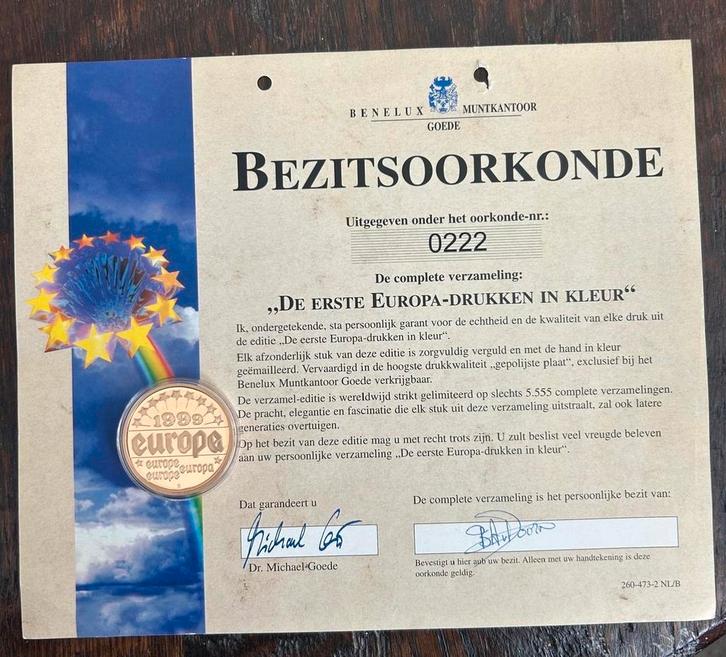 BENELUX MUNTKANTOOR
GOEDE
BEZITSOORKONDE
Uitgegeven onder het oorkonde-nr.:
0222
De complete verzameling:
„DE ERSTE EUROPA-DRUKKEN IN KLEUR“
Ik, ondergetekende, sta persoonlijk garant voor de echtheid en de kwaliteit van elke druk uit
de editie „De eerste Europa-drukken in kleur“.
Elk afzonderlijk stuk van deze editie is zorgvuldig verguld en met de hand in kleur
geëmailleerd. Vervaardigd in de hoogste drukkwaliteit „gepolijste plaat“, exclusief bij het
Benelux Muntkantoor Goede verkrijgbaar.
De verzamel-editie is wereldwijd strikt gelimiteerd op slechts 5.555 complete verzamelingen.
De pracht, elegantie en fascinatie die elk stuk uit deze verzameling uitstraalt, zal ook latere
generaties overtuigen.
Op het bezit van deze editie mag u met recht trots zijn. U zult beslist veel vreugde beleven
aan uw persoonlijke verzameling „De eerste Europa-drukken in kleur“.
1999
europa
europe
europe europa
Dat garandeert u
De complete verzameling is het persoonlijke bezit van:
Michael
Dr. Michael Goede
Bevestigt u hier aub uw bezit. Alleen met uw handtekening is deze
oorkonde geldig.
260-473-2 NL/B